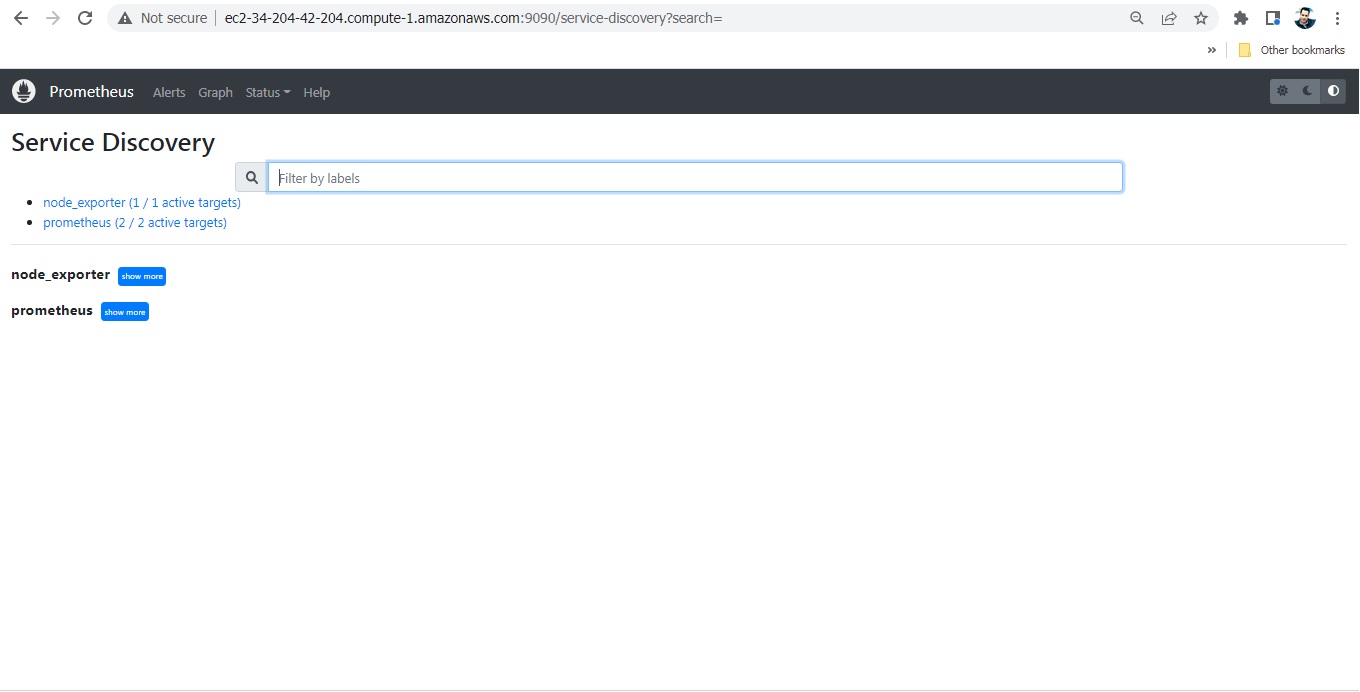 Not secure ec2-34-204-42-204.compute-1.amazonaws.com:9090/service-discovery?search=
» Other bookmarks
Prometheus Alerts Graph Status Help
Service Discovery
Filter by labels
node_exporter (1 / 1 active targets)
prometheus (2 / 2 active targets)
node_exporter show more
prometheus show more